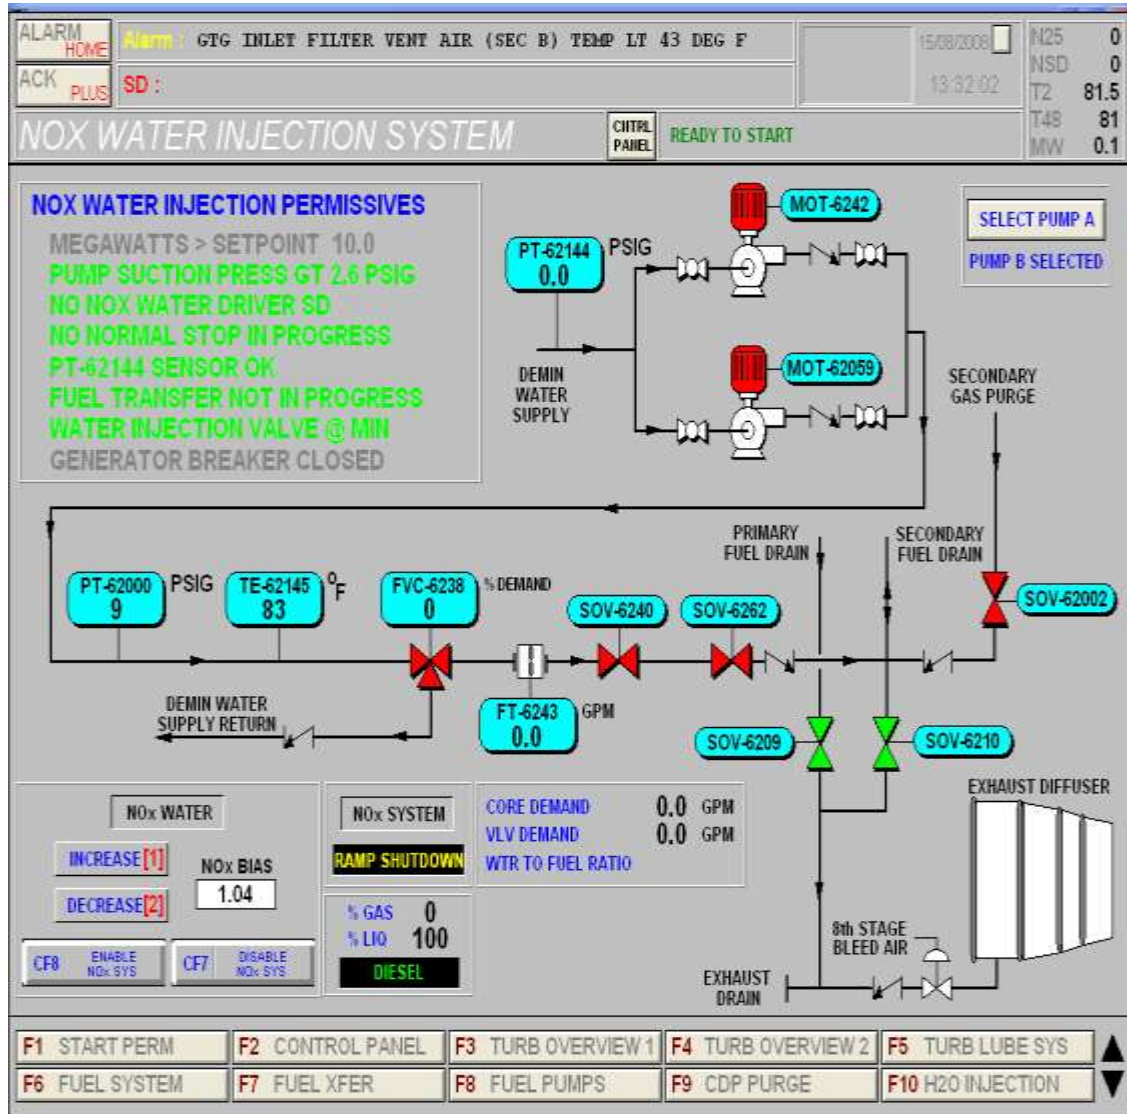 ALARM HOME
Alarm : GTG INLET FILTER VENT AIR (SEC B) TEMP LT 43 DEG F
15/08/2008
N25 0
ACK PLUS
SD :
13:32:02
NSD 0
T2 81.5
T48 81
MW 0.1
NOX WATER INJECTION SYSTEM
CNTRL PANEL
READY TO START
NOX WATER INJECTION PERMISSIVES
MEGAWATTS > SETPOINT 10.0
PUMP SUCTION PRESS GT 2.6 PSIG
NO NOX WATER DRIVER SD
NO NORMAL STOP IN PROGRESS
PT-62144 SENSOR OK
FUEL TRANSFER NOT IN PROGRESS
WATER INJECTION VALVE @ MIN
GENERATOR BREAKER CLOSED
MOT-6242
PT-62144 PSIG
0.0
SELECT PUMP A
PUMP B SELECTED
DEMIN
WATER
SUPPLY
MOT-62059
SECONDARY
GAS PURGE
PRIMARY
FUEL DRAIN
SECONDARY
FUEL DRAIN
PT-62000 PSIG
9
TE-62145 °F
83
FVC-6238 % DEMAND
0
SOV-6240
SOV-6262
SOV-62002
DEMIN WATER
SUPPLY RETURN
FT-6243 GPM
0.0
SOV-6209
SOV-6210
EXHAUST DIFFUSER
NOx WATER
INCREASE[1]
DECREASE[2]
NOx BIAS
1.04
CF8 ENABLE NOx SYS
CF7 DISABLE NOx SYS
NOx SYSTEM
RAMP SHUTDOWN
% GAS 0
% LIQ 100
DIESEL
CORE DEMAND 0.0 GPM
VLV DEMAND 0.0 GPM
WTR TO FUEL RATIO
8th STAGE
BLEED AIR
EXHAUST
DRAIN
F1 START PERM
F2 CONTROL PANEL
F3 TURB OVERVIEW 1
F4 TURB OVERVIEW 2
F5 TURB LUBE SYS
F6 FUEL SYSTEM
F7 FUEL XFER
F8 FUEL PUMPS
F9 CDP PURGE
F10 H2O INJECTION